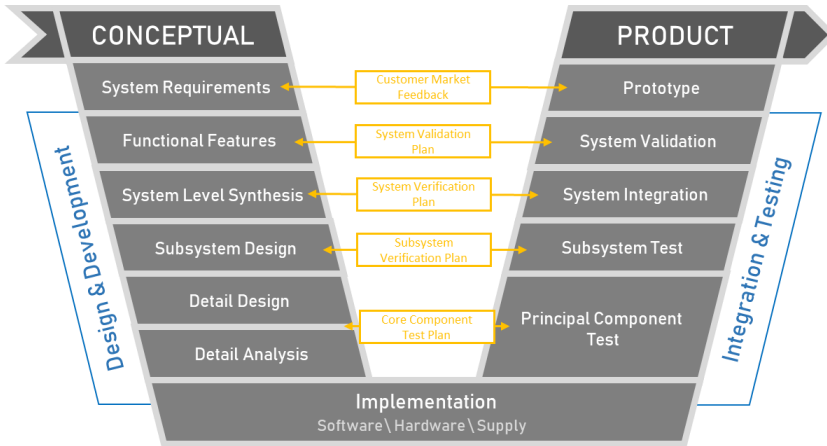 CONCEPTUAL
PRODUCT
System Requirements
Customer Market
Feedback
Prototype
Functional Features
System Validation
Plan
System Validation
System Level Synthesis
System Verification
Plan
System Integration
Subsystem Design
Subsystem
Verification Plan
Subsystem Test
Detail Design
Core Component
Test Plan
Principal Component
Test
Detail Analysis
Design & Development
Integration & Testing
Implementation
Software\Hardware\Supply